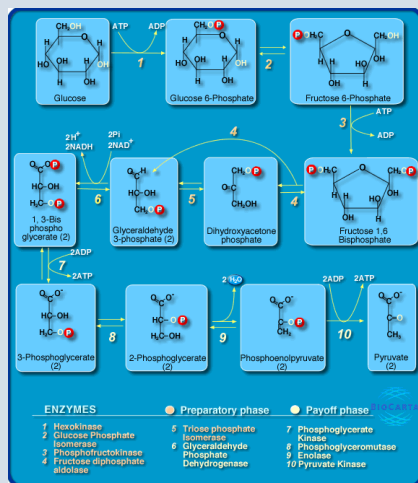 ATP
ADP
1
2
Glucose
Glucose 6-Phosphate
Fructose 6-Phosphate
3
ATP
ADP
2H+
2NADH
2Pi
2NAD+
6
4
5
4
1, 3-Bis
phospho
glycerate (2)
Glyceraldehyde
3-phosphate (2)
Dihydroxyacetone
phosphate
Fructose 1,6
Bisphosphate
7
2ADP
2ATP
8
2 H2O
9
2ADP
2ATP
10
3-Phosphoglycerate
(2)
2-Phosphoglycerate
(2)
Phosphoenolpyruvate
(2)
Pyruvate
(2)
BIOCARTA
ENZYMES
Preparatory phase
Payoff phase
1 Hexokinase
2 Glucose Phosphate
Isomerase
3 Phosphofructokinase
4 Fructose diphosphate
aldolase
5 Triose phosphate
Isomerase
6 Glyceraldehyde
Phosphate
Dehydrogenase
7 Phosphoglycerate
Kinase
8 Phosphoglyceromutase
9 Enolase
10 Pyruvate Kinase